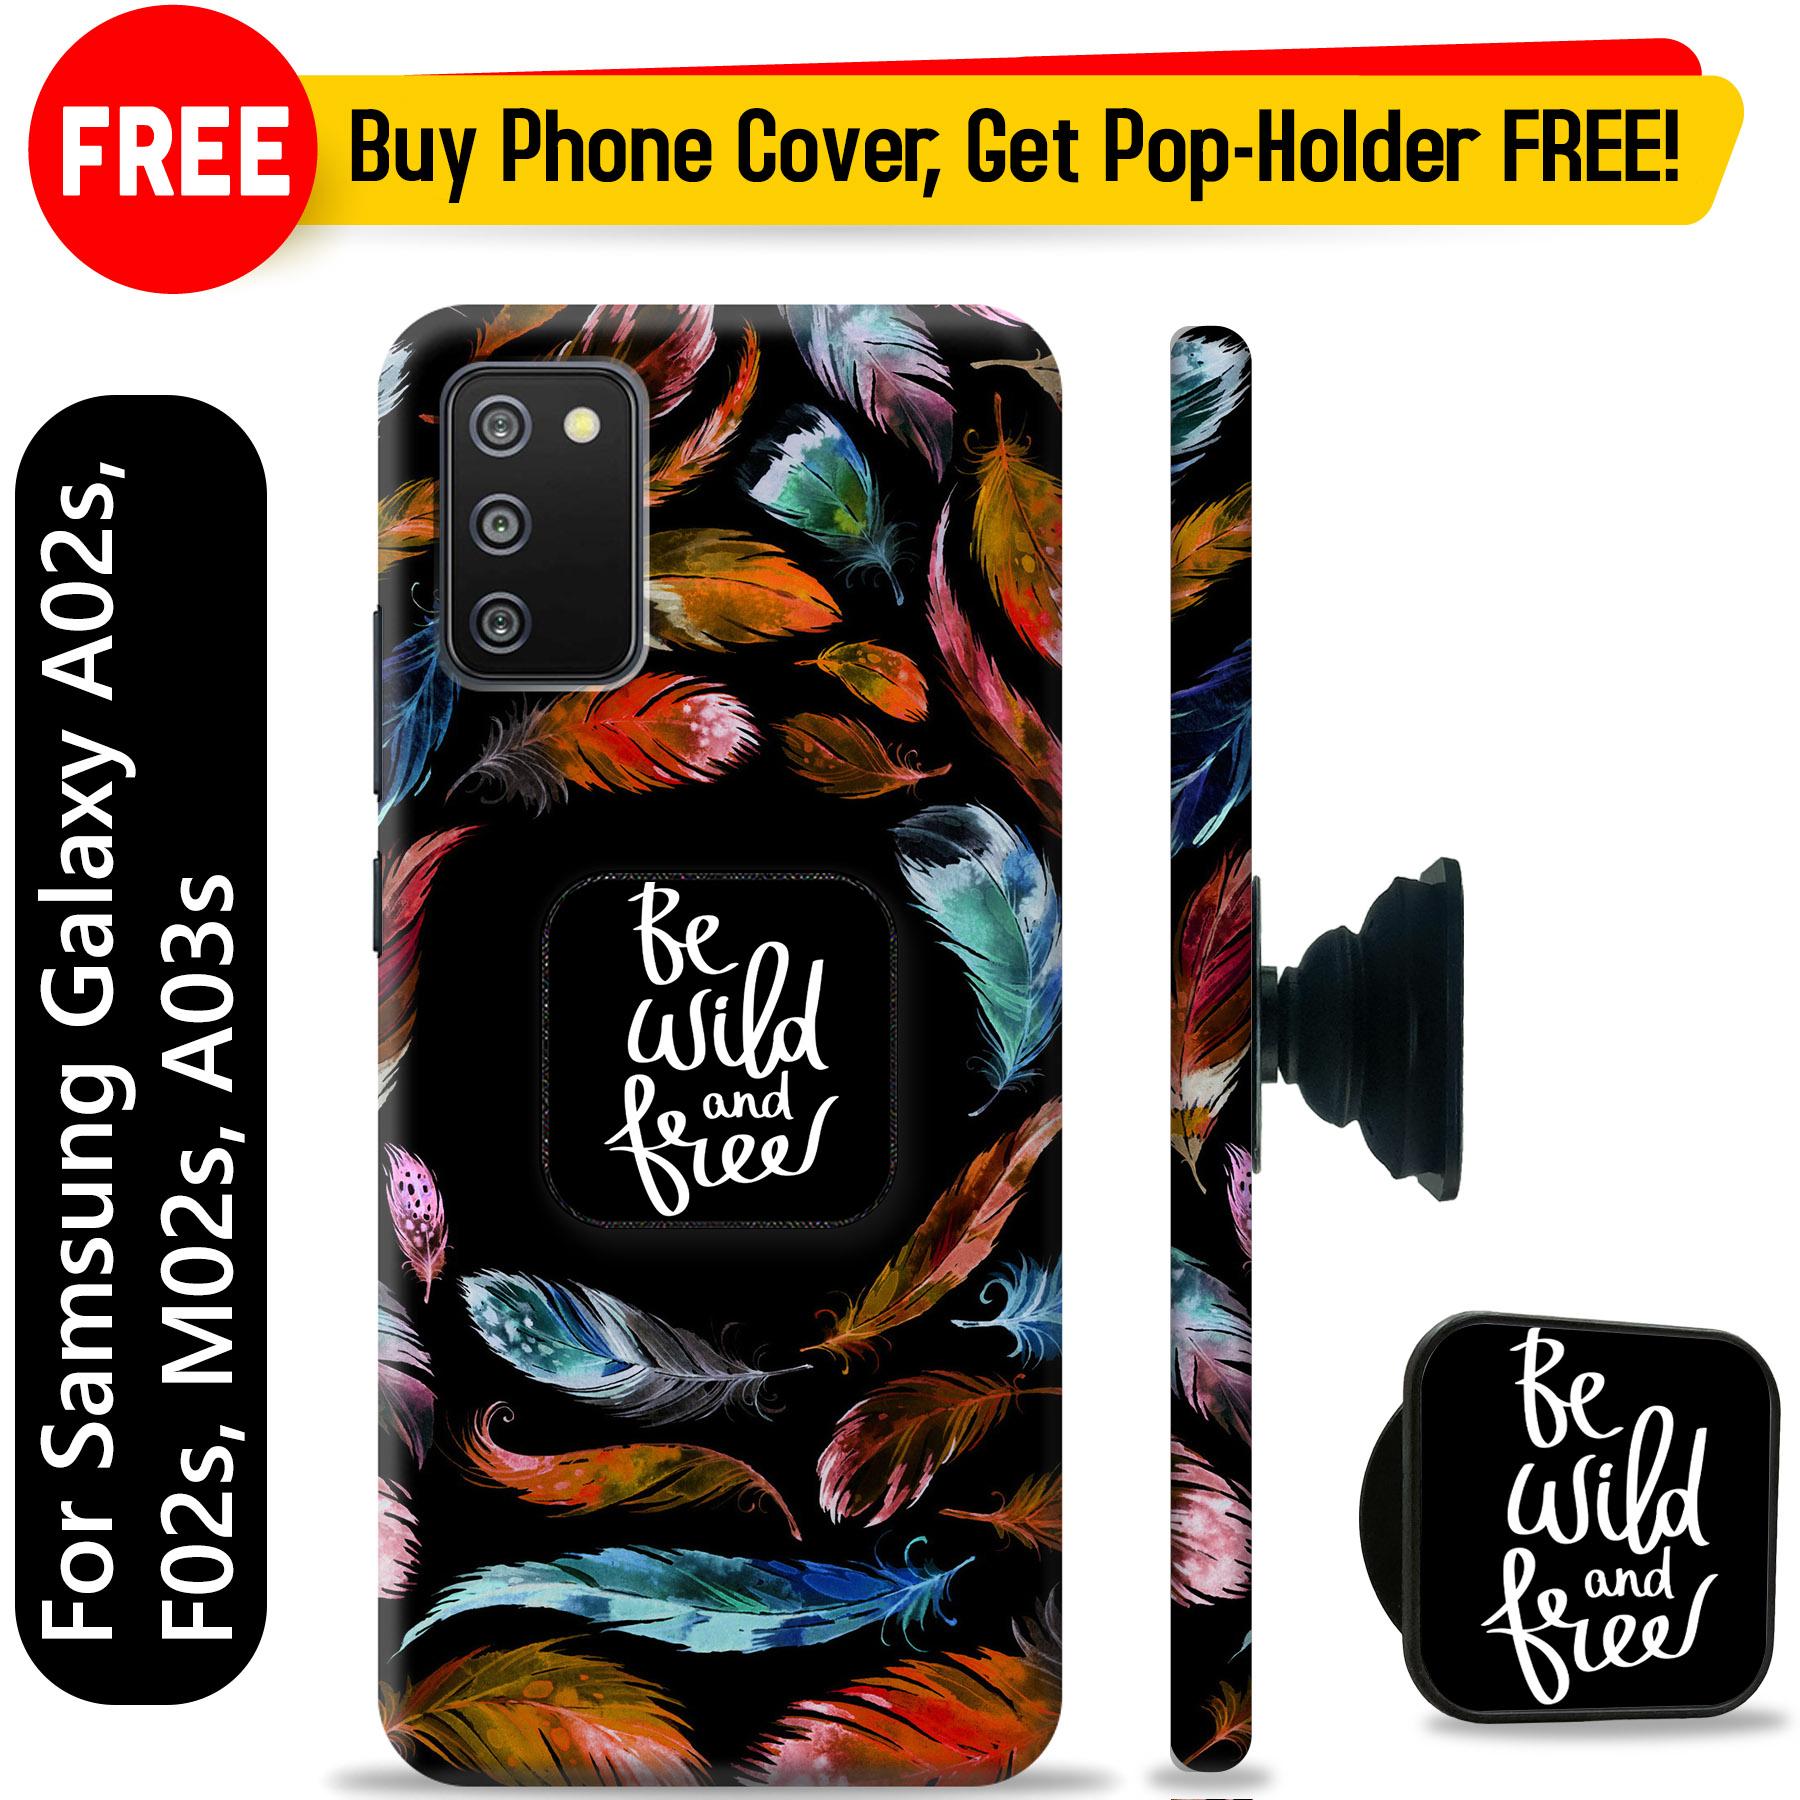 FREE
Buy Phone Cover, Get Pop-Holder FREE!
For Samsung Galaxy A02s,
F02s, M02s, A03s
Be
wild
and
free
Be
wild
and
free